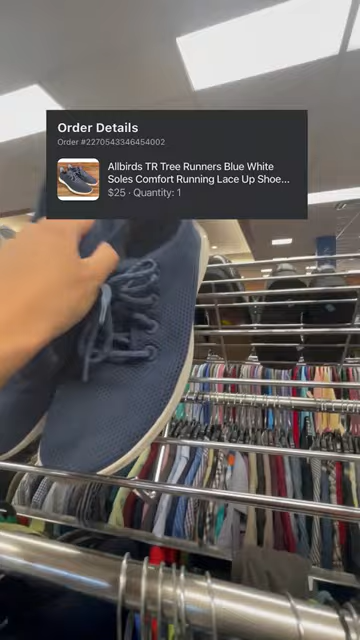 Order Details
Order #2270543346454002
Allbirds TR Tree Runners Blue White
Soles Comfort Running Lace Up Shoe...
$25 · Quantity: 1